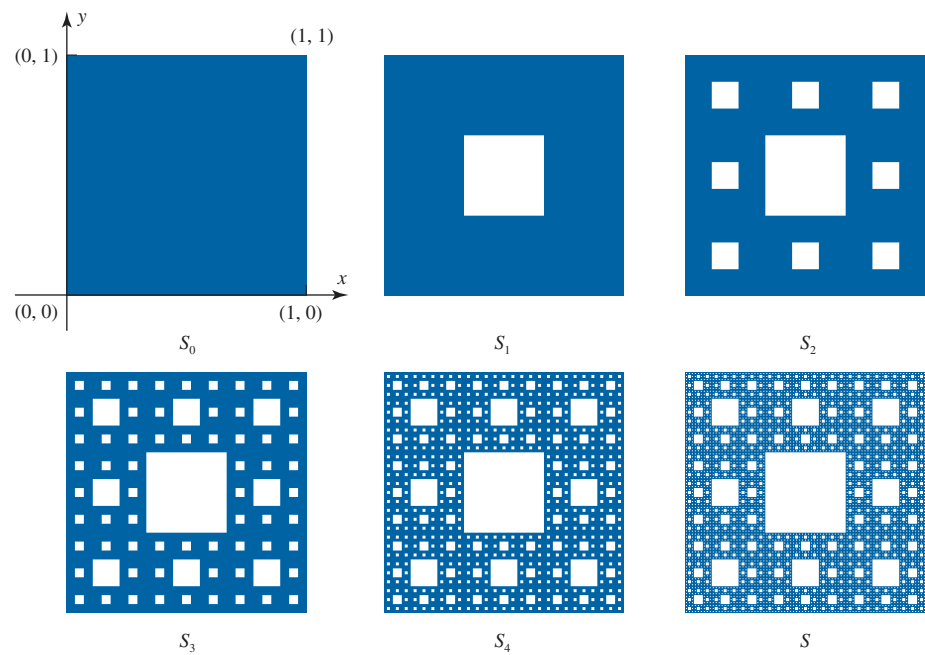 y
(1, 1)
(0, 1)
x
(0, 0)
(1, 0)
S₀
S₁
S₂
S₃
S₄
S